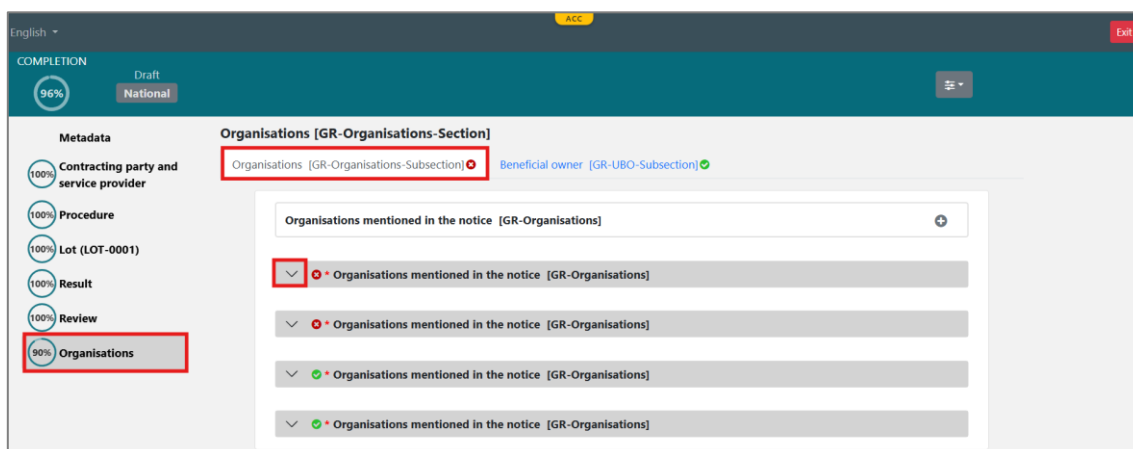 ACC
English
Exit
COMPLETION
96%
Draft
National
Metadata
100% Contracting party and
service provider
100% Procedure
100% Lot (LOT-0001)
100% Result
100% Review
90% Organisations
Organisations [GR-Organisations-Section]
Organisations [GR-Organisations-Subsection]
Beneficial owner [GR-UBO-Subsection]
Organisations mentioned in the notice [GR-Organisations]
* Organisations mentioned in the notice [GR-Organisations]
* Organisations mentioned in the notice [GR-Organisations]
* Organisations mentioned in the notice [GR-Organisations]
* Organisations mentioned in the notice [GR-Organisations]